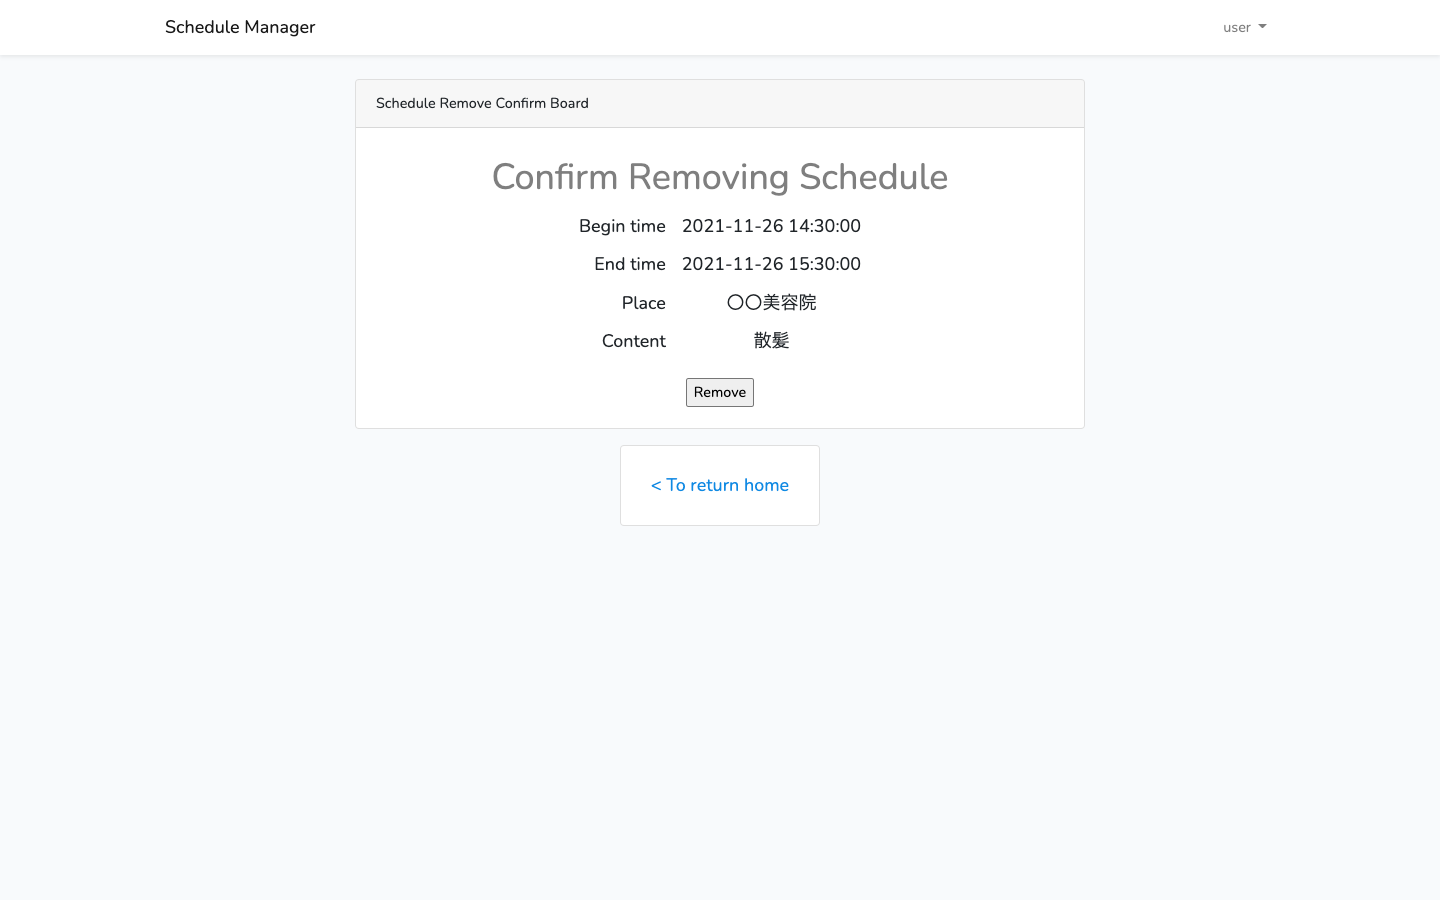 Schedule Manager
user
Schedule Remove Confirm Board
Confirm Removing Schedule
Begin time 2021-11-26 14:30:00
End time 2021-11-26 15:30:00
Place 〇〇美容院
Content 散髪
Remove
< To return home